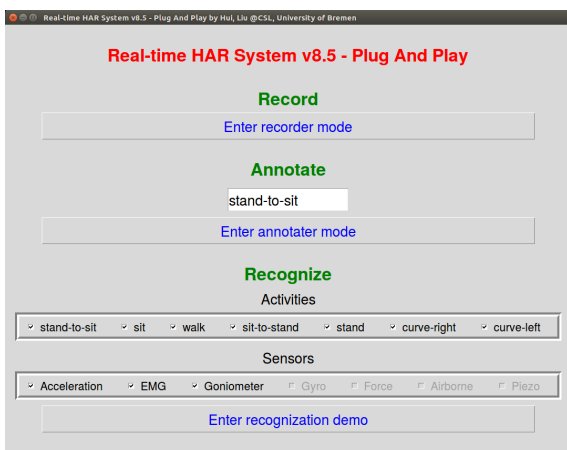 Real-time HAR System v8.5 - Plug And Play by Hui, Liu @CSL, University of Bremen
Real-time HAR System v8.5 - Plug And Play
Record
Enter recorder mode
Annotate
stand-to-sit
Enter annotater mode
Recognize
Activities
stand-to-sit sit walk sit-to-stand stand curve-right curve-left
Sensors
Acceleration EMG Goniometer Gyro Force Airborne Piezo
Enter recognization demo